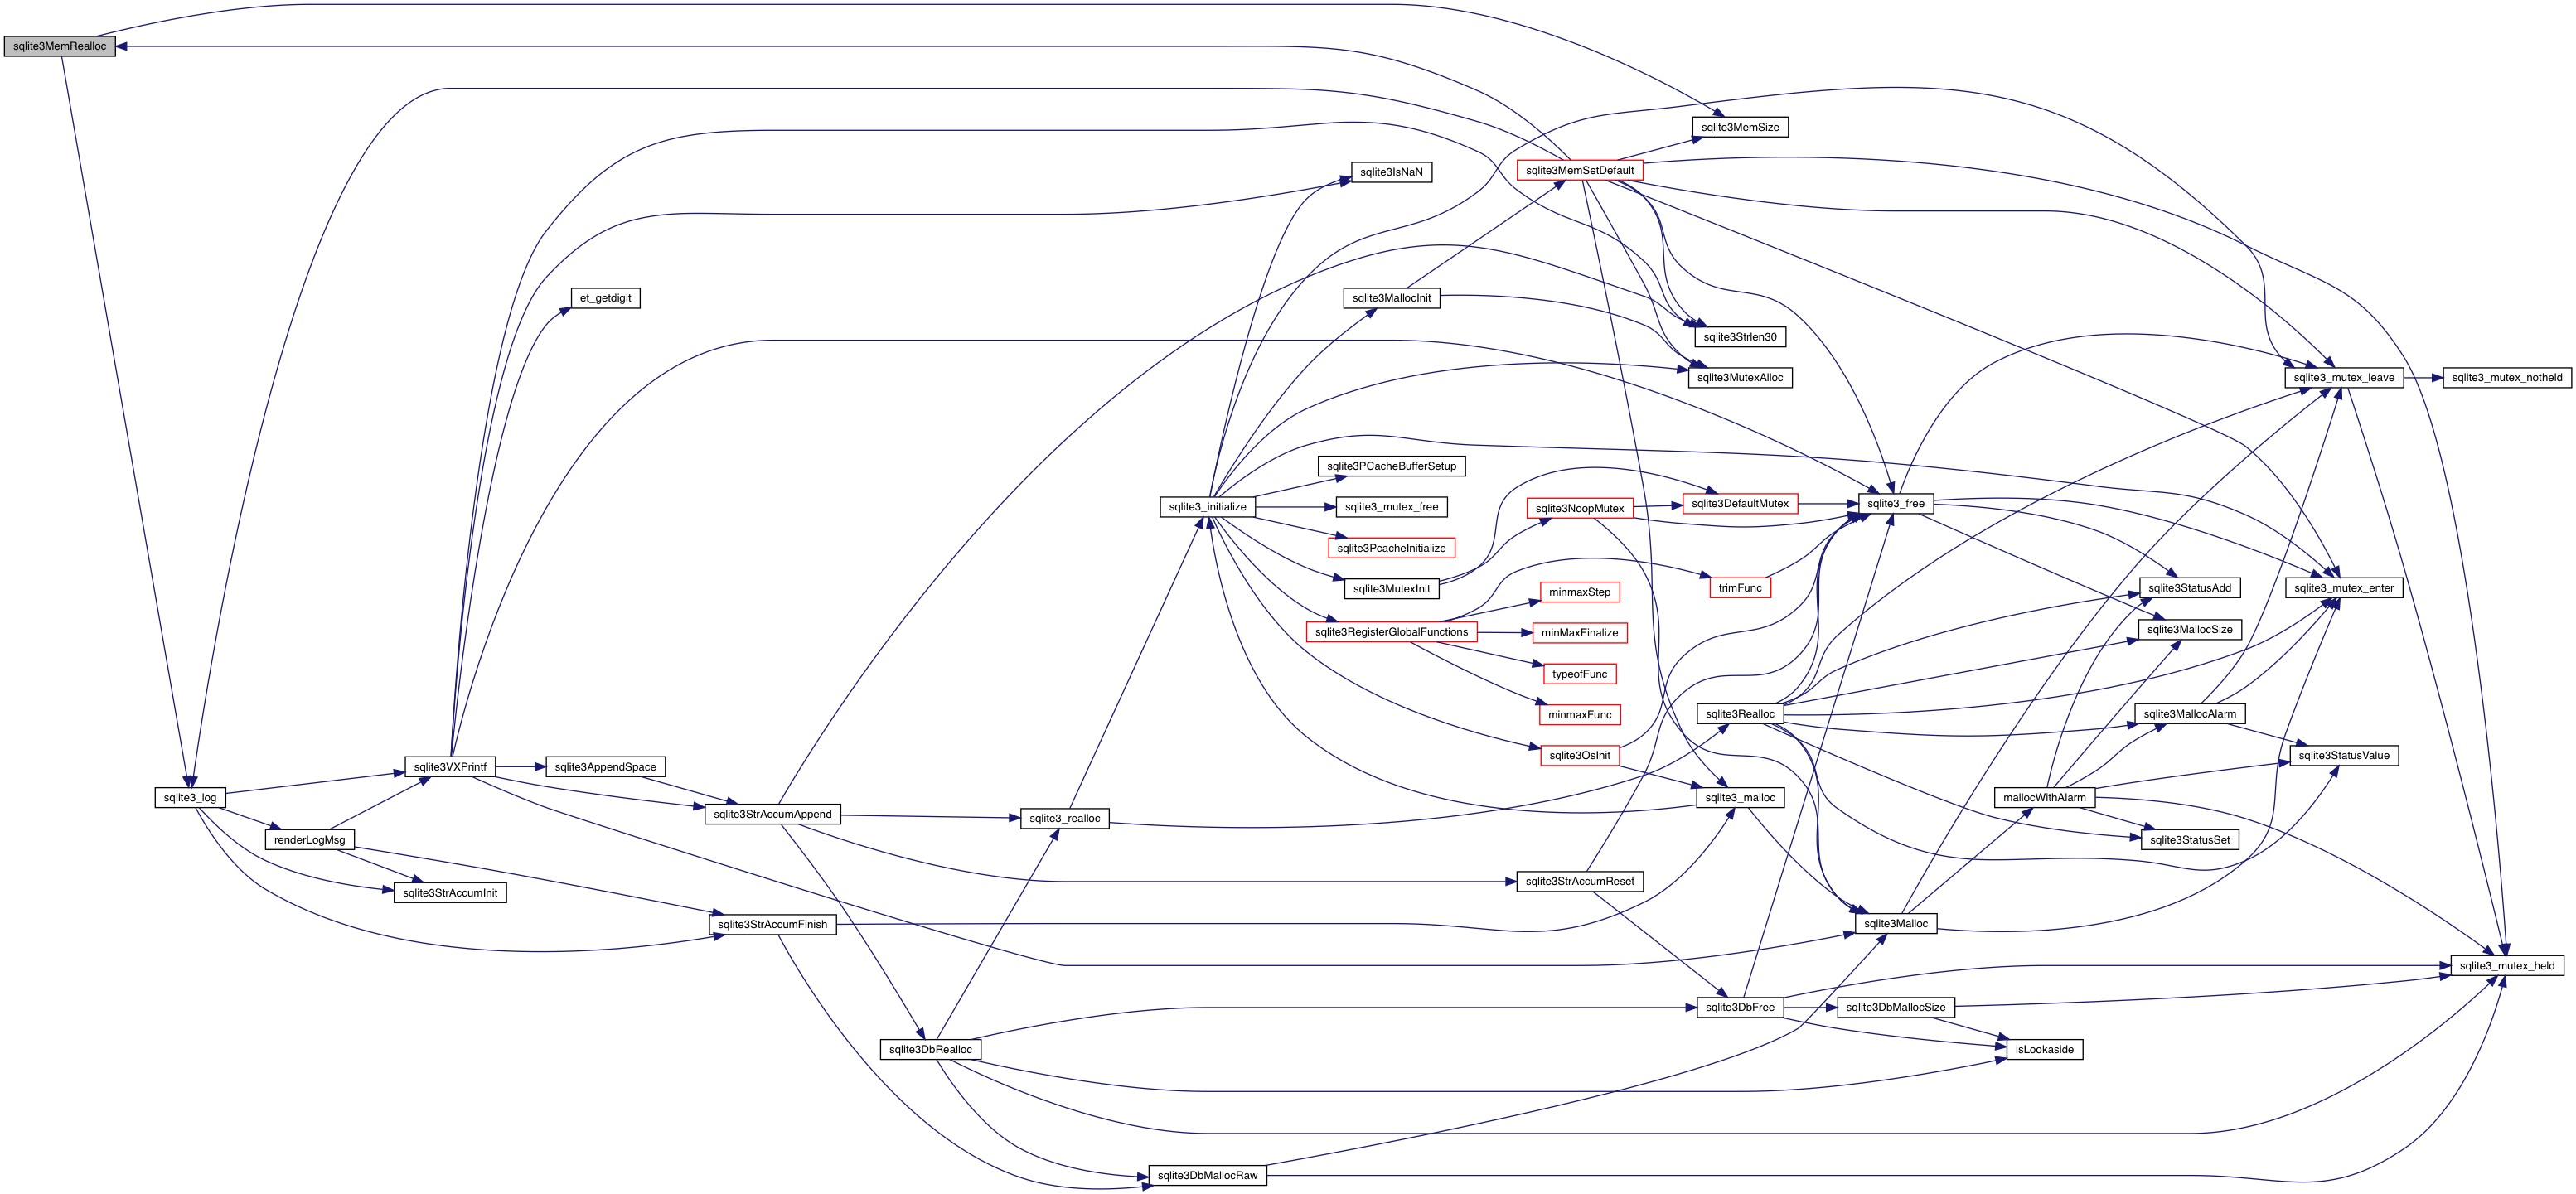 sqlite3MemRealloc
sqlite3_log
renderLogMsg
sqlite3StrAccumInit
sqlite3VXPrintf
et_getdigit
sqlite3AppendSpace
sqlite3StrAccumAppend
sqlite3StrAccumFinish
sqlite3DbRealloc
sqlite3_realloc
sqlite3_initialize
sqlite3DbMallocRaw
sqlite3IsNaN
sqlite3MallocInit
sqlite3PCacheBufferSetup
sqlite3_mutex_free
sqlite3PcacheInitialize
sqlite3MutexInit
sqlite3RegisterGlobalFunctions
sqlite3MemSetDefault
sqlite3NoopMutex
minmaxStep
minMaxFinalize
typeofFunc
minmaxFunc
sqlite3OsInit
sqlite3StrAccumReset
sqlite3MemSize
sqlite3Strlen30
sqlite3MutexAlloc
sqlite3DefaultMutex
trimFunc
sqlite3Realloc
sqlite3_malloc
sqlite3DbFree
sqlite3_free
sqlite3Malloc
sqlite3DbMallocSize
mallocWithAlarm
isLookaside
sqlite3StatusAdd
sqlite3MallocSize
sqlite3MallocAlarm
sqlite3StatusSet
sqlite3_mutex_leave
sqlite3_mutex_enter
sqlite3StatusValue
sqlite3_mutex_notheld
sqlite3_mutex_held